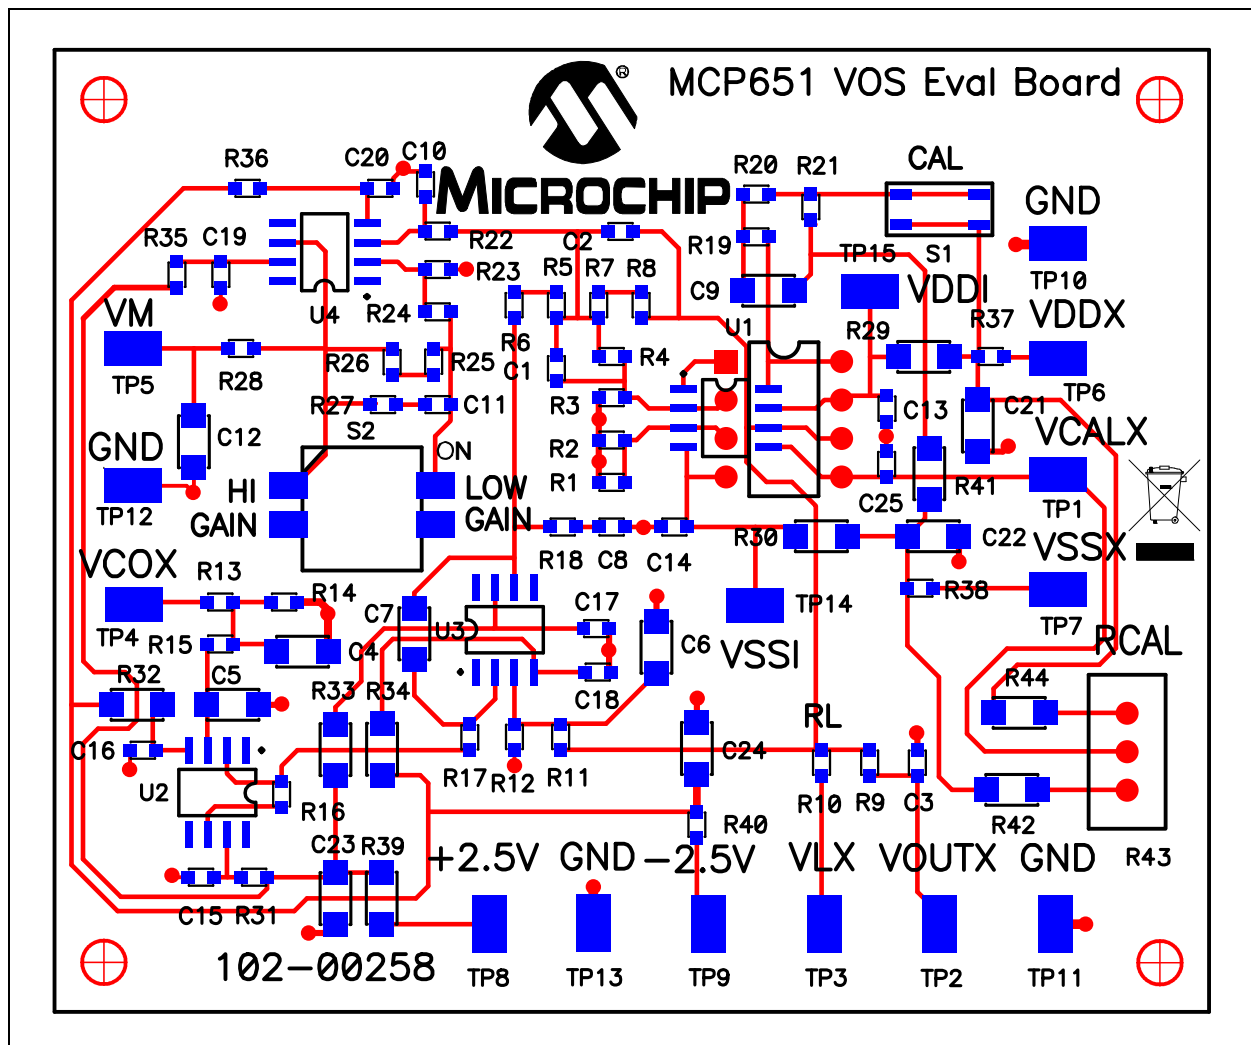 MCP651 VOS Eval Board
®
MICROCHIP
R36
C20
C10
R20
R21
CAL
GND
R35
C19
R22
C2
R19
TP15
S1
TP10
R23
R5
R7
R8
C9
VDDI
VDDX
VM
U4
R24
R6
U1
R29
R37
TP5
R28
R26
R25
C1
R4
TP6
R27
C11
R3
C13
C21
GND
C12
S2
ON
R2
VCALX
TP12
HI
GAIN
LOW
GAIN
R1
C25
R41
TP1
VCOX
R13
R14
R18
C8
C14
R30
C22
VSSX
TP4
R15
C7
U3
C17
C6
TP14
R38
TP7
C4
VSSI
RCAL
R32
C5
R33
R34
C18
RL
R44
C16
R17
R12
R11
C24
R10
R9
C3
U2
R16
R40
R42
C23
R39
+2.5V
GND
-2.5V
VLX
VOUTX
GND
R43
C15
R31
102-00258
TP8
TP13
TP9
TP3
TP2
TP11